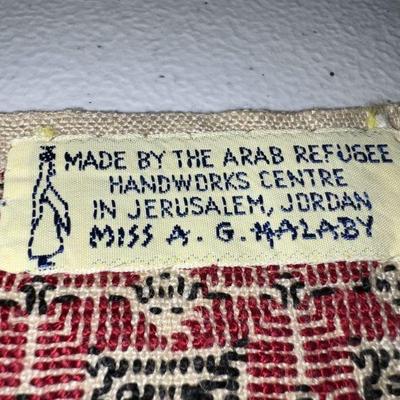 MADE BY THE ARAB REFUGEE
HANDWORKS CENTRE
IN JERUSALEM, JORDAN
MISS A. G. HALABY